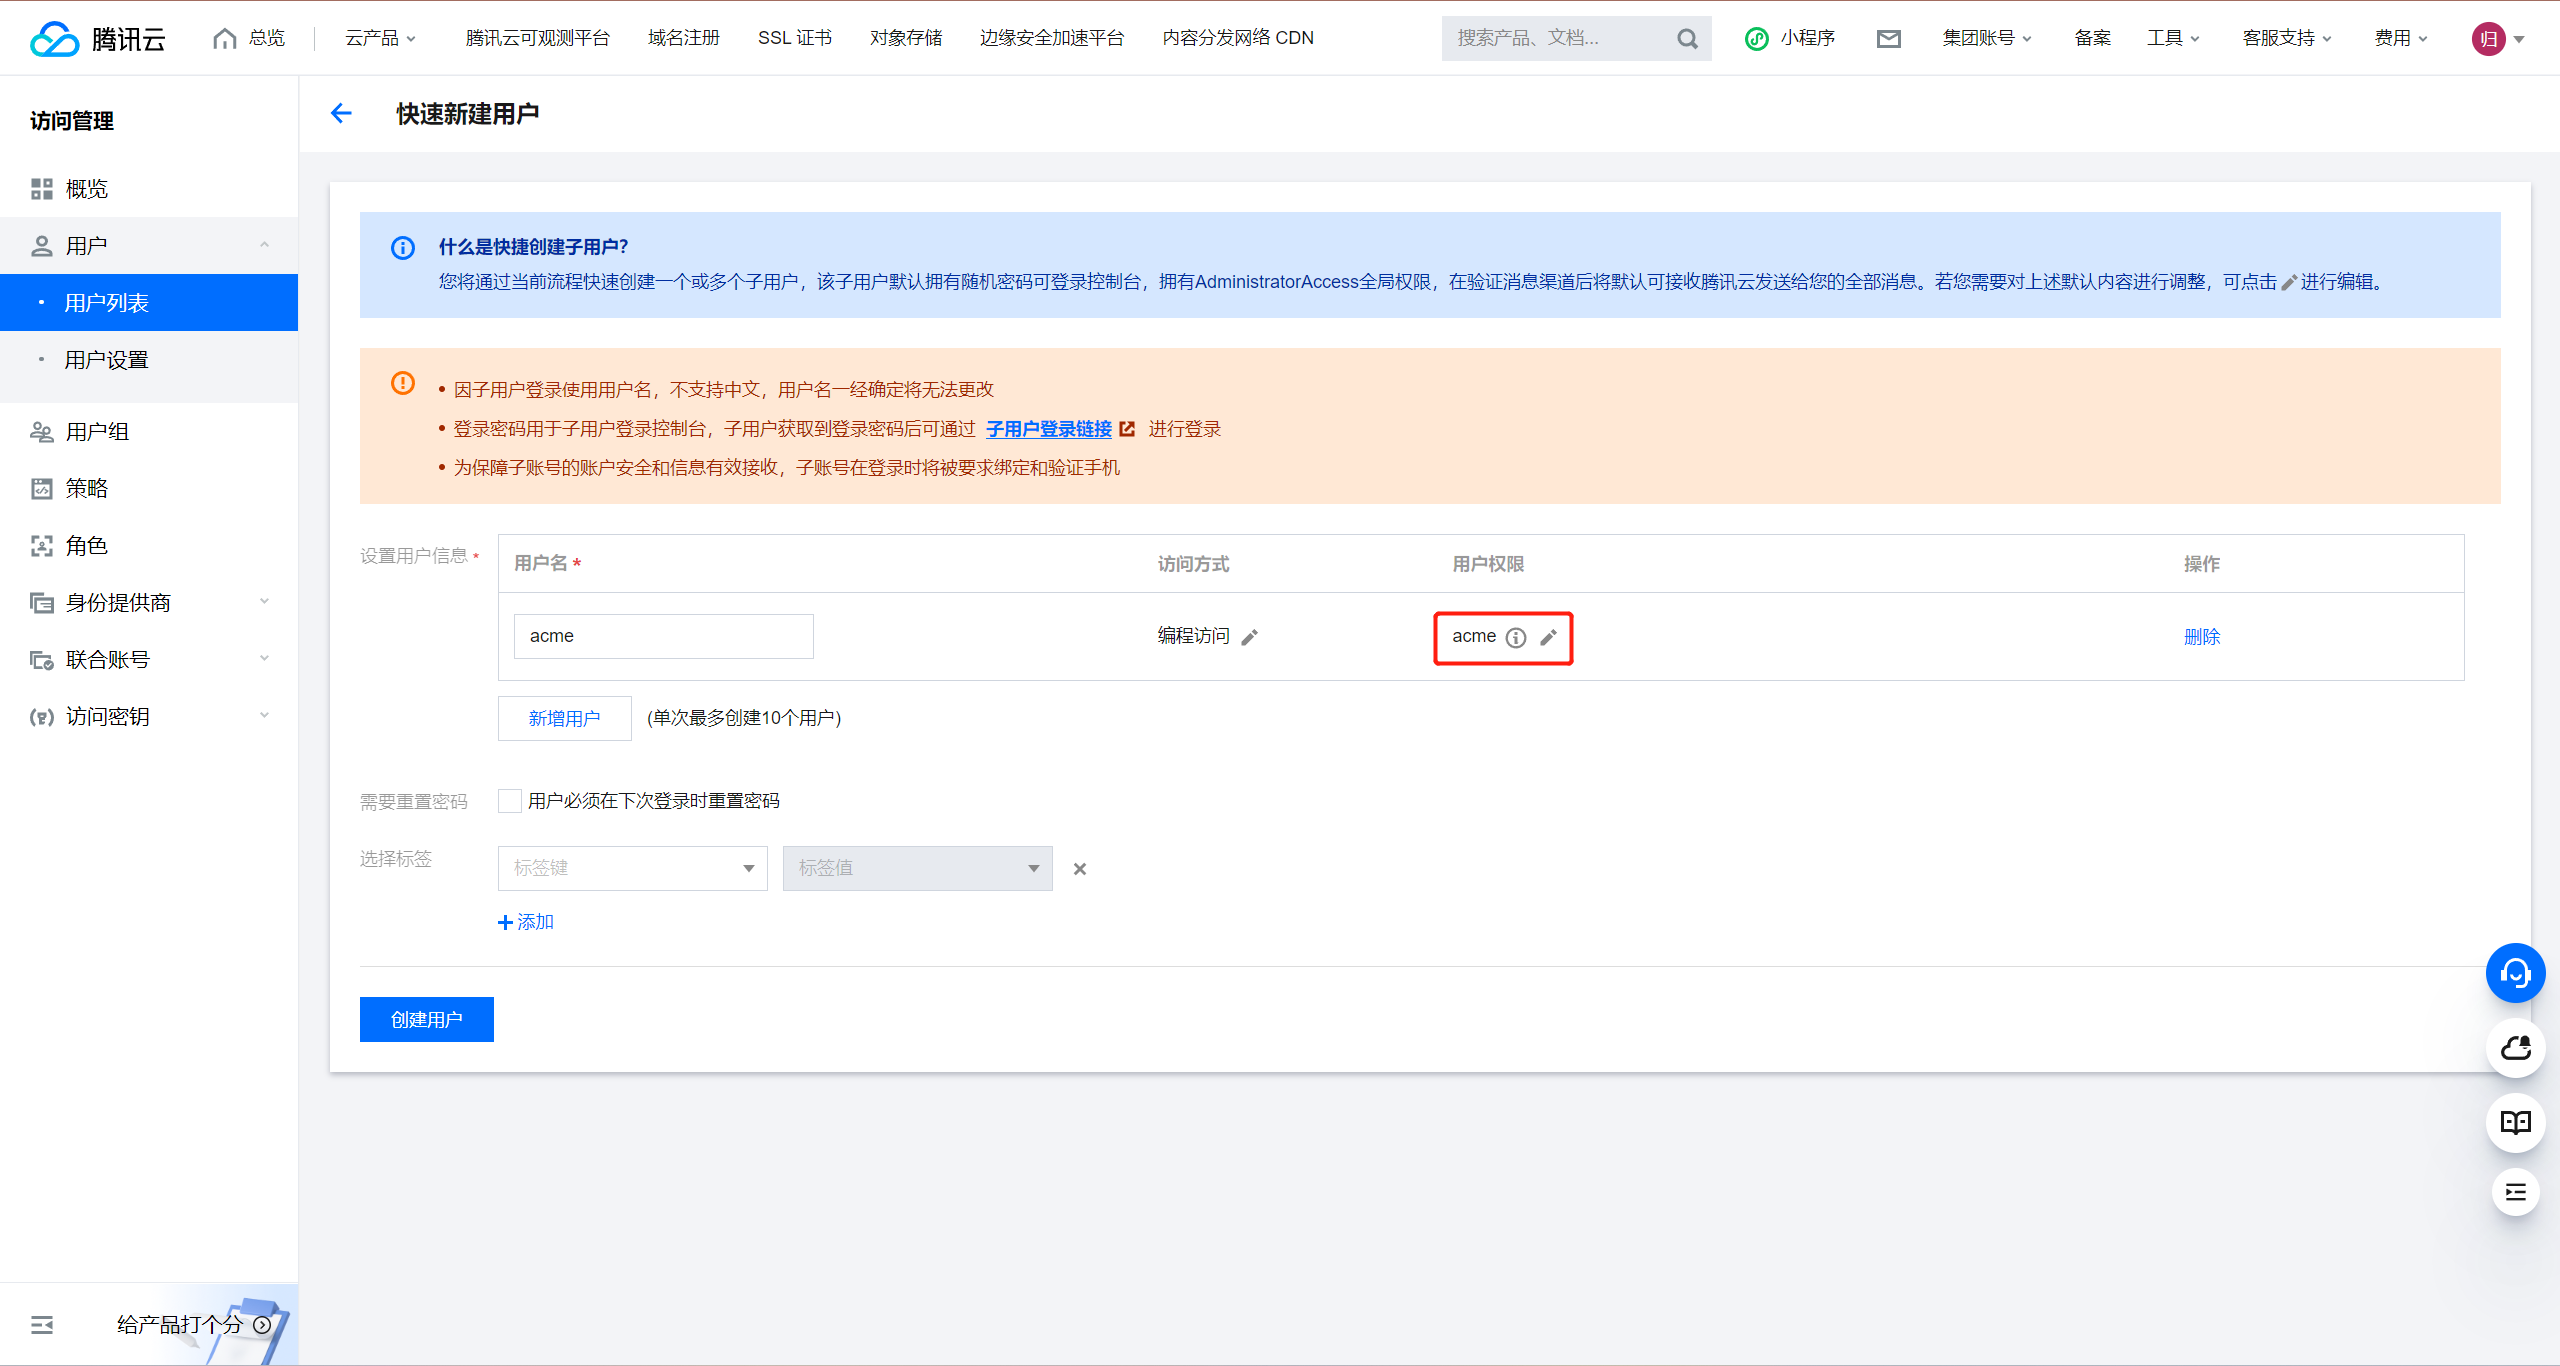 腾讯云 总览 云产品 腾讯云可观测平台 域名注册 SSL 证书 对象存储 边缘安全加速平台 内容分发网络 CDN 搜索产品、文档... 小程序 集团账号 备案 工具 客服支持 费用 归
访问管理
概览
用户
用户列表
用户设置
用户组
策略
角色
身份提供商
联合账号
访问密钥
给产品打个分
快速新建用户
什么是快捷创建子用户?
您将通过当前流程快速创建一个或多个子用户，该子用户默认拥有随机密码可登录控制台，拥有AdministratorAccess全局权限，在验证消息渠道后将默认可接收腾讯云发送给您的全部消息。若您需要对上述默认内容进行调整，可点击 进行编辑。
• 因子用户登录使用用户名，不支持中文，用户名一经确定将无法更改
• 登录密码用于子用户登录控制台，子用户获取到登录密码后可通过 子用户登录链接 进行登录
• 为保障子账号的账户安全和信息有效接收，子账号在登录时将被要求绑定和验证手机
设置用户信息 * 用户名 * 访问方式 用户权限 操作
acme 编程访问 acme 删除
新增用户 (单次最多创建10个用户)
需要重置密码 用户必须在下次登录时重置密码
选择标签 标签键 标签值
添加
创建用户